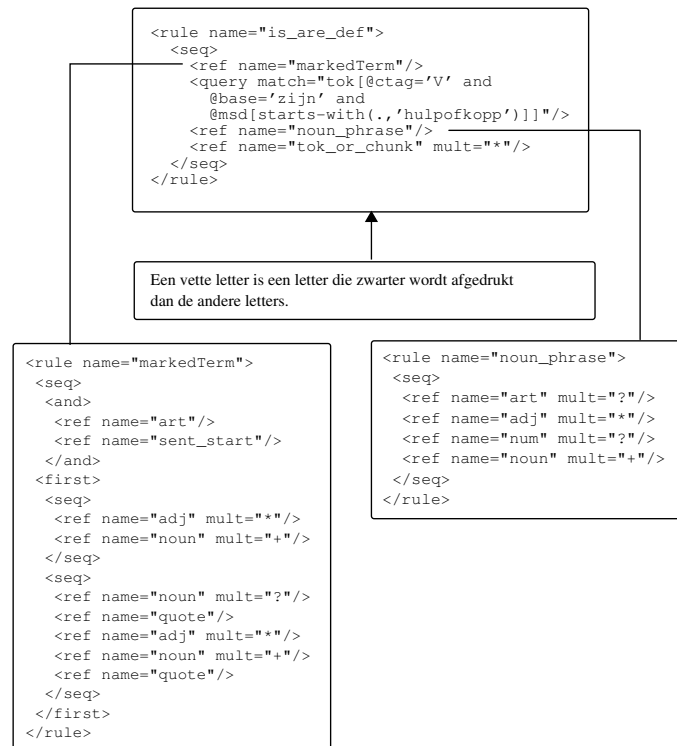 <rule name="is_are_def">
<seq>
<ref name="markedTerm"/>
<query match="tok[@ctag='V' and
@base='zijn' and
@msd[starts-with(.,'hulpofkopp')]]"/>
<ref name="noun_phrase"/>
<ref name="tok_or_chunk" mult="*"/>
</seq>
</rule>
Een vette letter is een letter die zwarter wordt afgedrukt
dan de andere letters.
<rule name="markedTerm">
<seq>
<and>
<ref name="art"/>
<ref name="sent_start"/>
</and>
<first>
<seq>
<ref name="adj" mult="*"/>
<ref name="noun" mult="+"/>
</seq>
<seq>
<ref name="noun" mult="?"/>
<ref name="quote"/>
<ref name="adj" mult="*"/>
<ref name="noun" mult="+"/>
<ref name="quote"/>
</seq>
</first>
</rule>
<rule name="noun_phrase">
<seq>
<ref name="art" mult="?"/>
<ref name="adj" mult="*"/>
<ref name="num" mult="?"/>
<ref name="noun" mult="+"/>
</seq>
</rule>